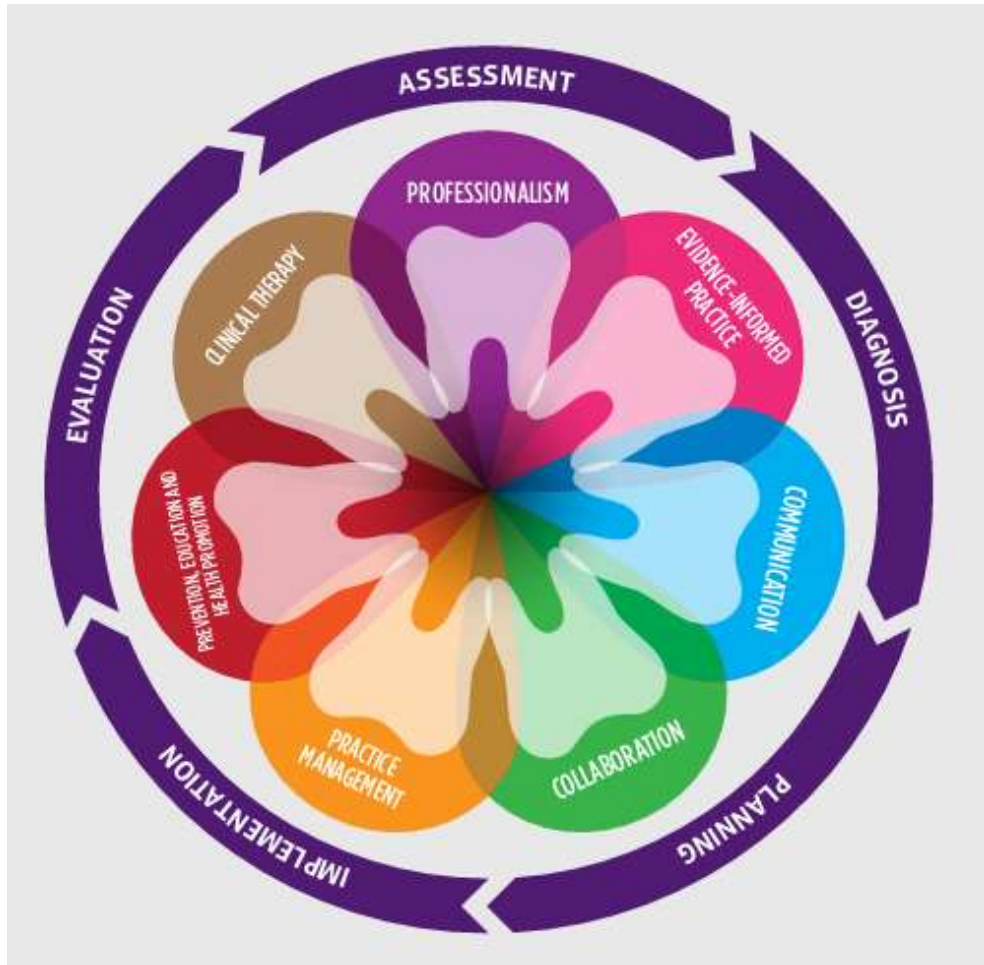 ASSESSMENT
DIAGNOSIS
PLANNING
IMPLEMENTATION
EVALUATION
PROFESSIONALISM
EVIDENCE-INFORMED
PRACTICE
COMMUNICATION
COLLABORATION
PRACTICE
MANAGEMENT
PREVENTION, EDUCATION AND
HEALTH PROMOTION
CLINICAL THERAPY